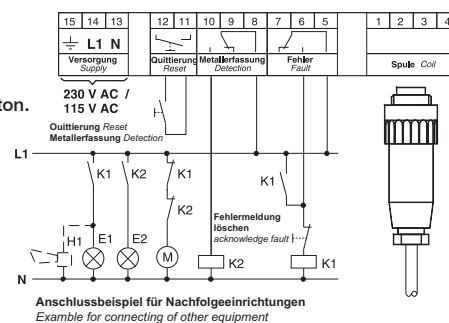 15 14 13 12 11 10 9 8 7 6 5 1 2 3 4
L1 N
Versorgung Quittierung Metallerfassung Fehler Spule Coil
Supply Reset Detection Fault
230 V AC /
115 V AC
ton.
Quittierung Reset
Metallerfassung Detection
L1
K1 K2 K1 K1
K2
Fehlermeldung
löschen
acknowledge fault
H1 E1 E2 M K2 K1
N
Anschlussbeispiel für Nachfolgeeinrichtungen
Examble for connecting of other equipment